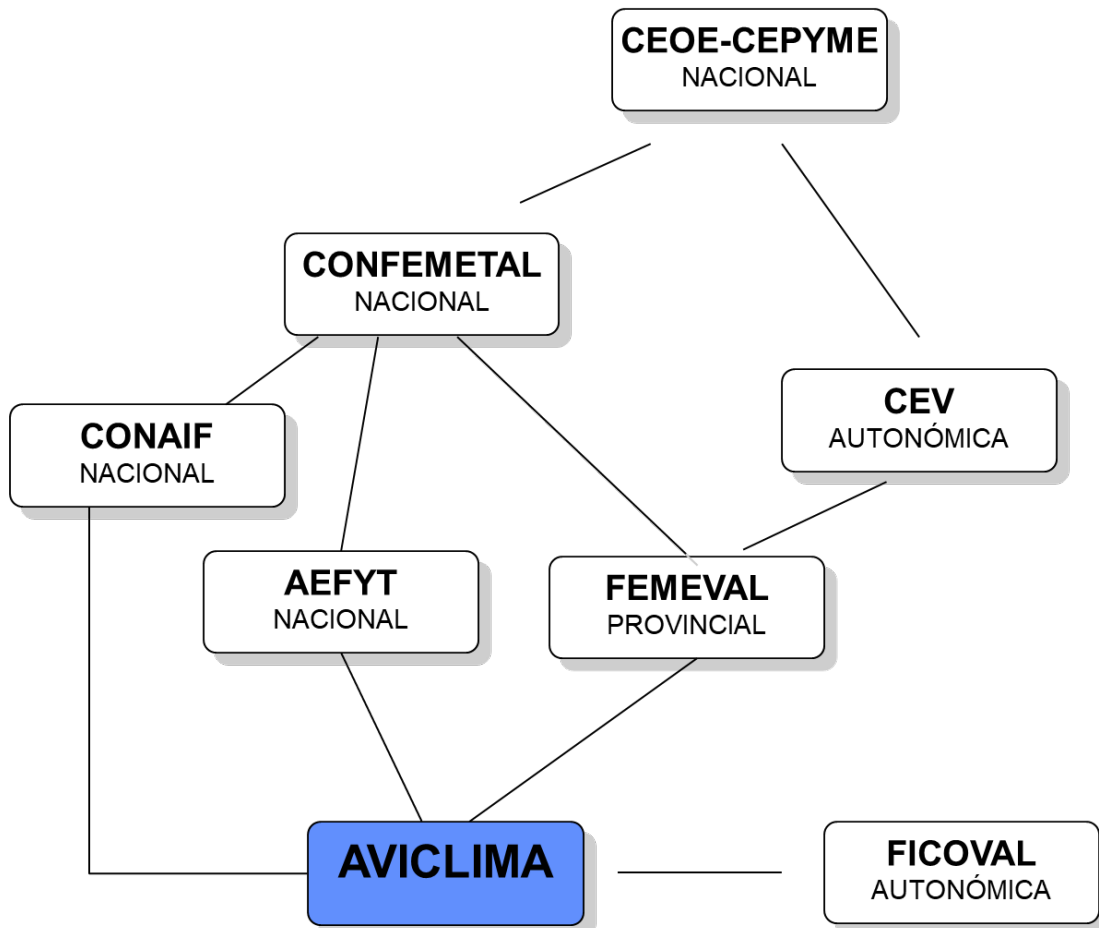 CEOE-CEPYME
NACIONAL
CONFEMETAL
NACIONAL
CEV
AUTONÓMICA
CONAIF
NACIONAL
AEFYT
NACIONAL
FEMEVAL
PROVINCIAL
AVICLIMA
FICOVAL
AUTONÓMICA